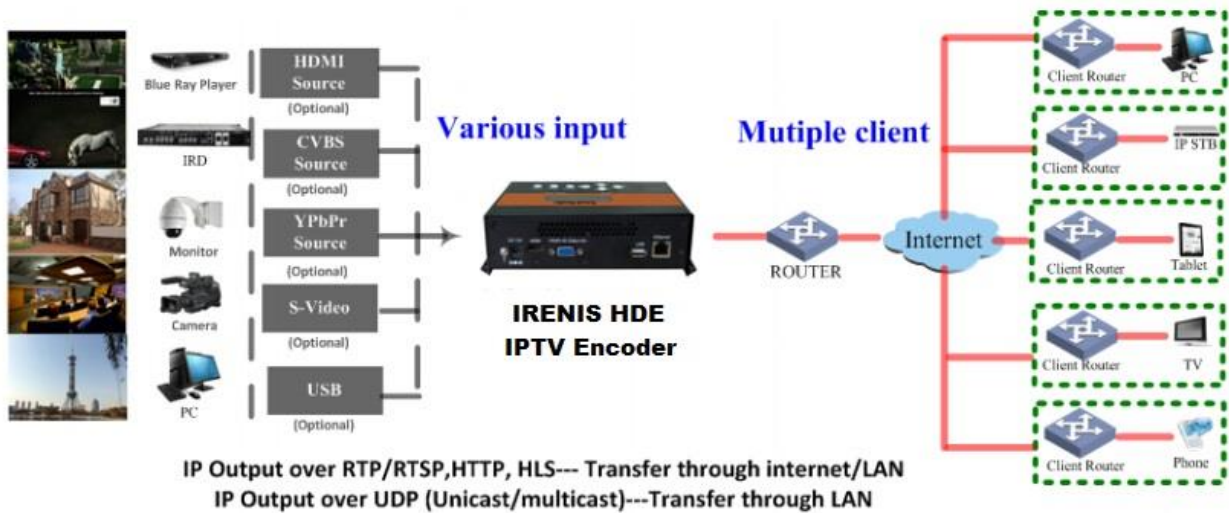 Blue Ray Player
HDMI
Source
(Optional)
IRD
CVBS
Source
(Optional)
Monitor
YPbPr
Source
(Optional)
Camera
S-Video
(Optional)
PC
USB
(Optional)
Various input
IRENIS HDE
IPTV Encoder
Mutiple client
ROUTER
Internet
Client Router
PC
Client Router
IP STB
Client Router
Tablet
Client Router
TV
Client Router
Phone
IP Output over RTP/RTSP,HTTP, HLS--- Transfer through internet/LAN
IP Output over UDP (Unicast/multicast)---Transfer through LAN